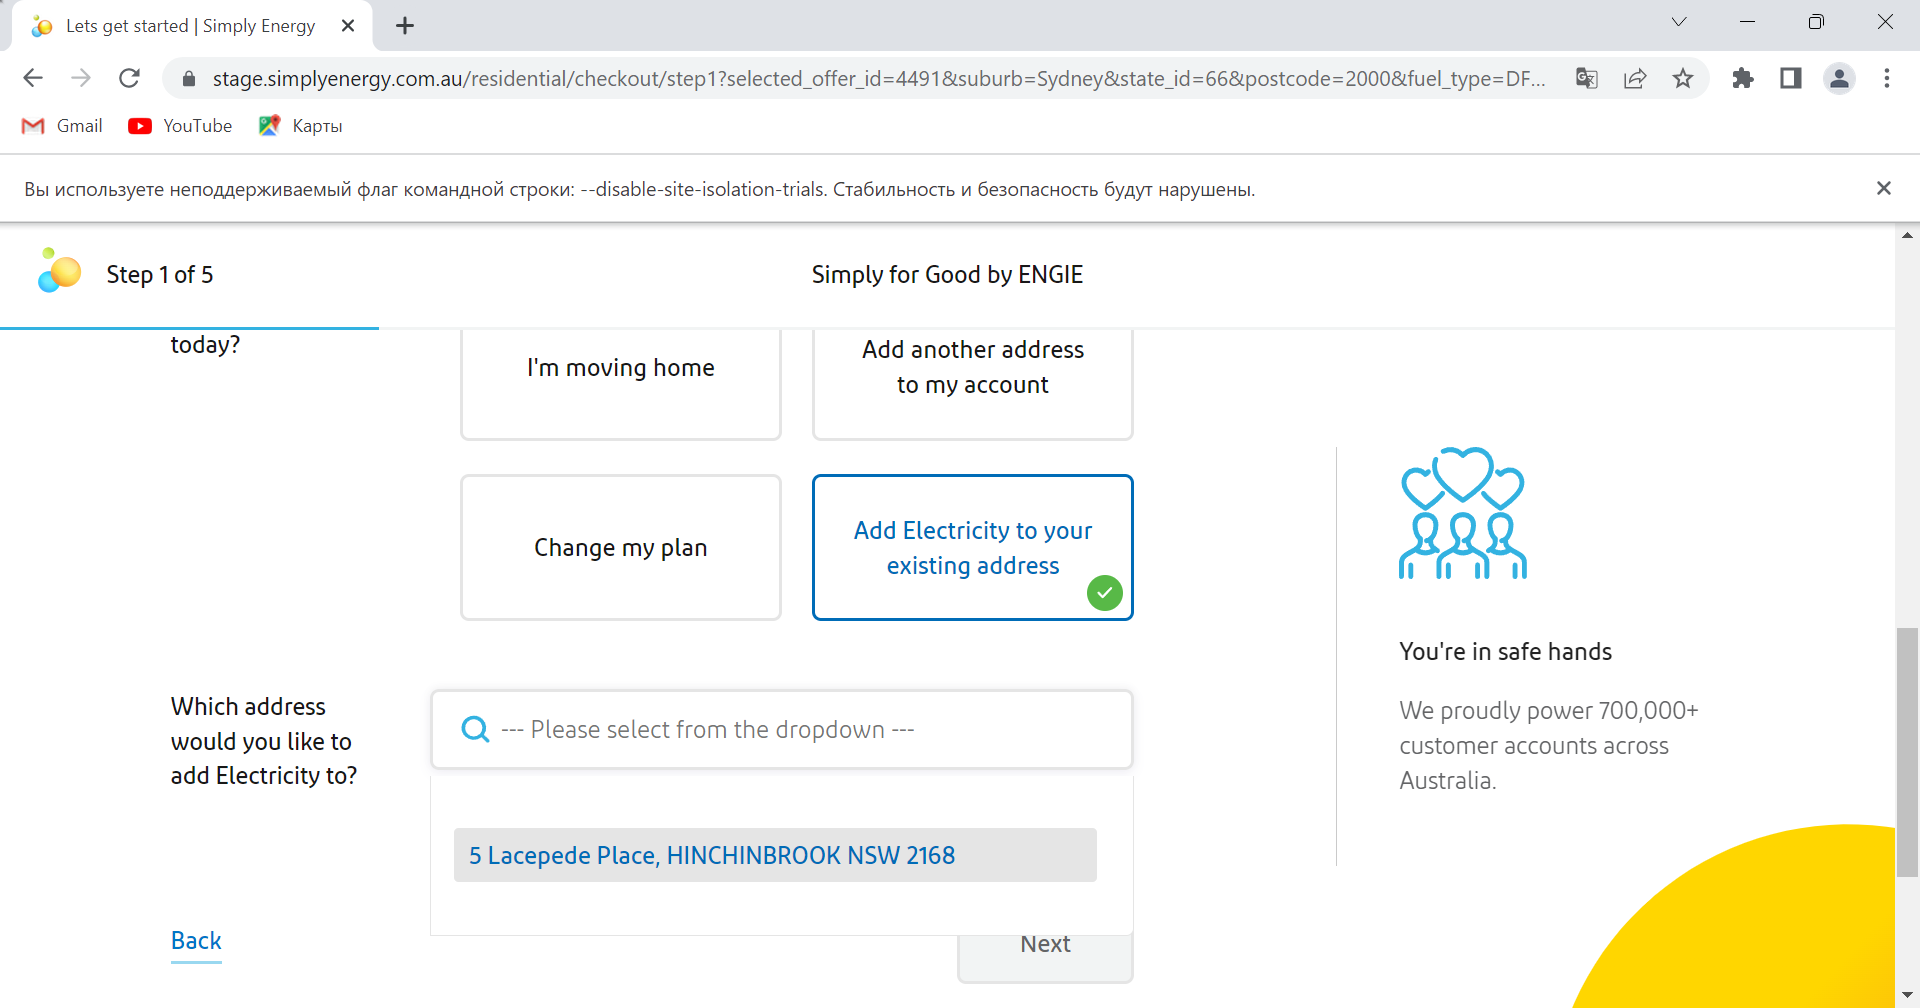 Lets get started | Simply Energy
stage.simplyenergy.com.au/residential/checkout/step1?selected_offer_id=4491&suburb=Sydney&state_id=66&postcode=2000&fuel_type=DF...
Gmail YouTube Карты
Вы используете неподдерживаемый флаг командной строки: --disable-site-isolation-trials. Стабильность и безопасность будут нарушены.
Step 1 of 5
Simply for Good by ENGIE
today?
I'm moving home
Add another address
to my account
Change my plan
Add Electricity to your
existing address
Which address
would you like to
add Electricity to?
--- Please select from the dropdown ---
5 Lacepede Place, HINCHINBROOK NSW 2168
Back
Next
You're in safe hands
We proudly power 700,000+
customer accounts across
Australia.